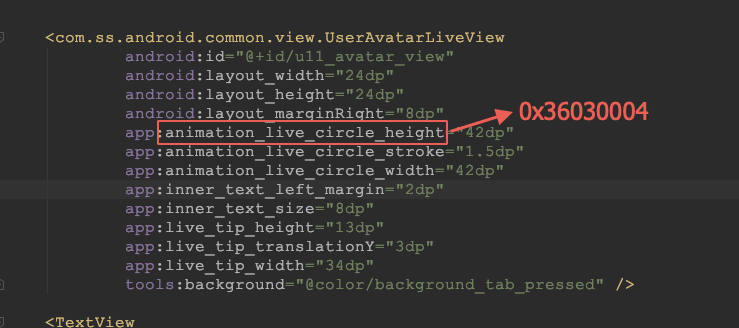 <com.ss.android.common.view.UserAvatarLiveView
android:id="@+id/u11_avatar_view"
android:layout_width="24dp"
android:layout_height="24dp"
android:layout_marginRight="8dp"
0x36030004
app:animation_live_circle_height="42dp"
app:animation_live_circle_stroke="1.5dp"
app:animation_live_circle_width="42dp"
app:inner_text_left_margin="2dp"
app:inner_text_size="8dp"
app:live_tip_height="13dp"
app:live_tip_translationY="3dp"
app:live_tip_width="34dp"
tools:background="@color/background_tab_pressed" />
<TextView